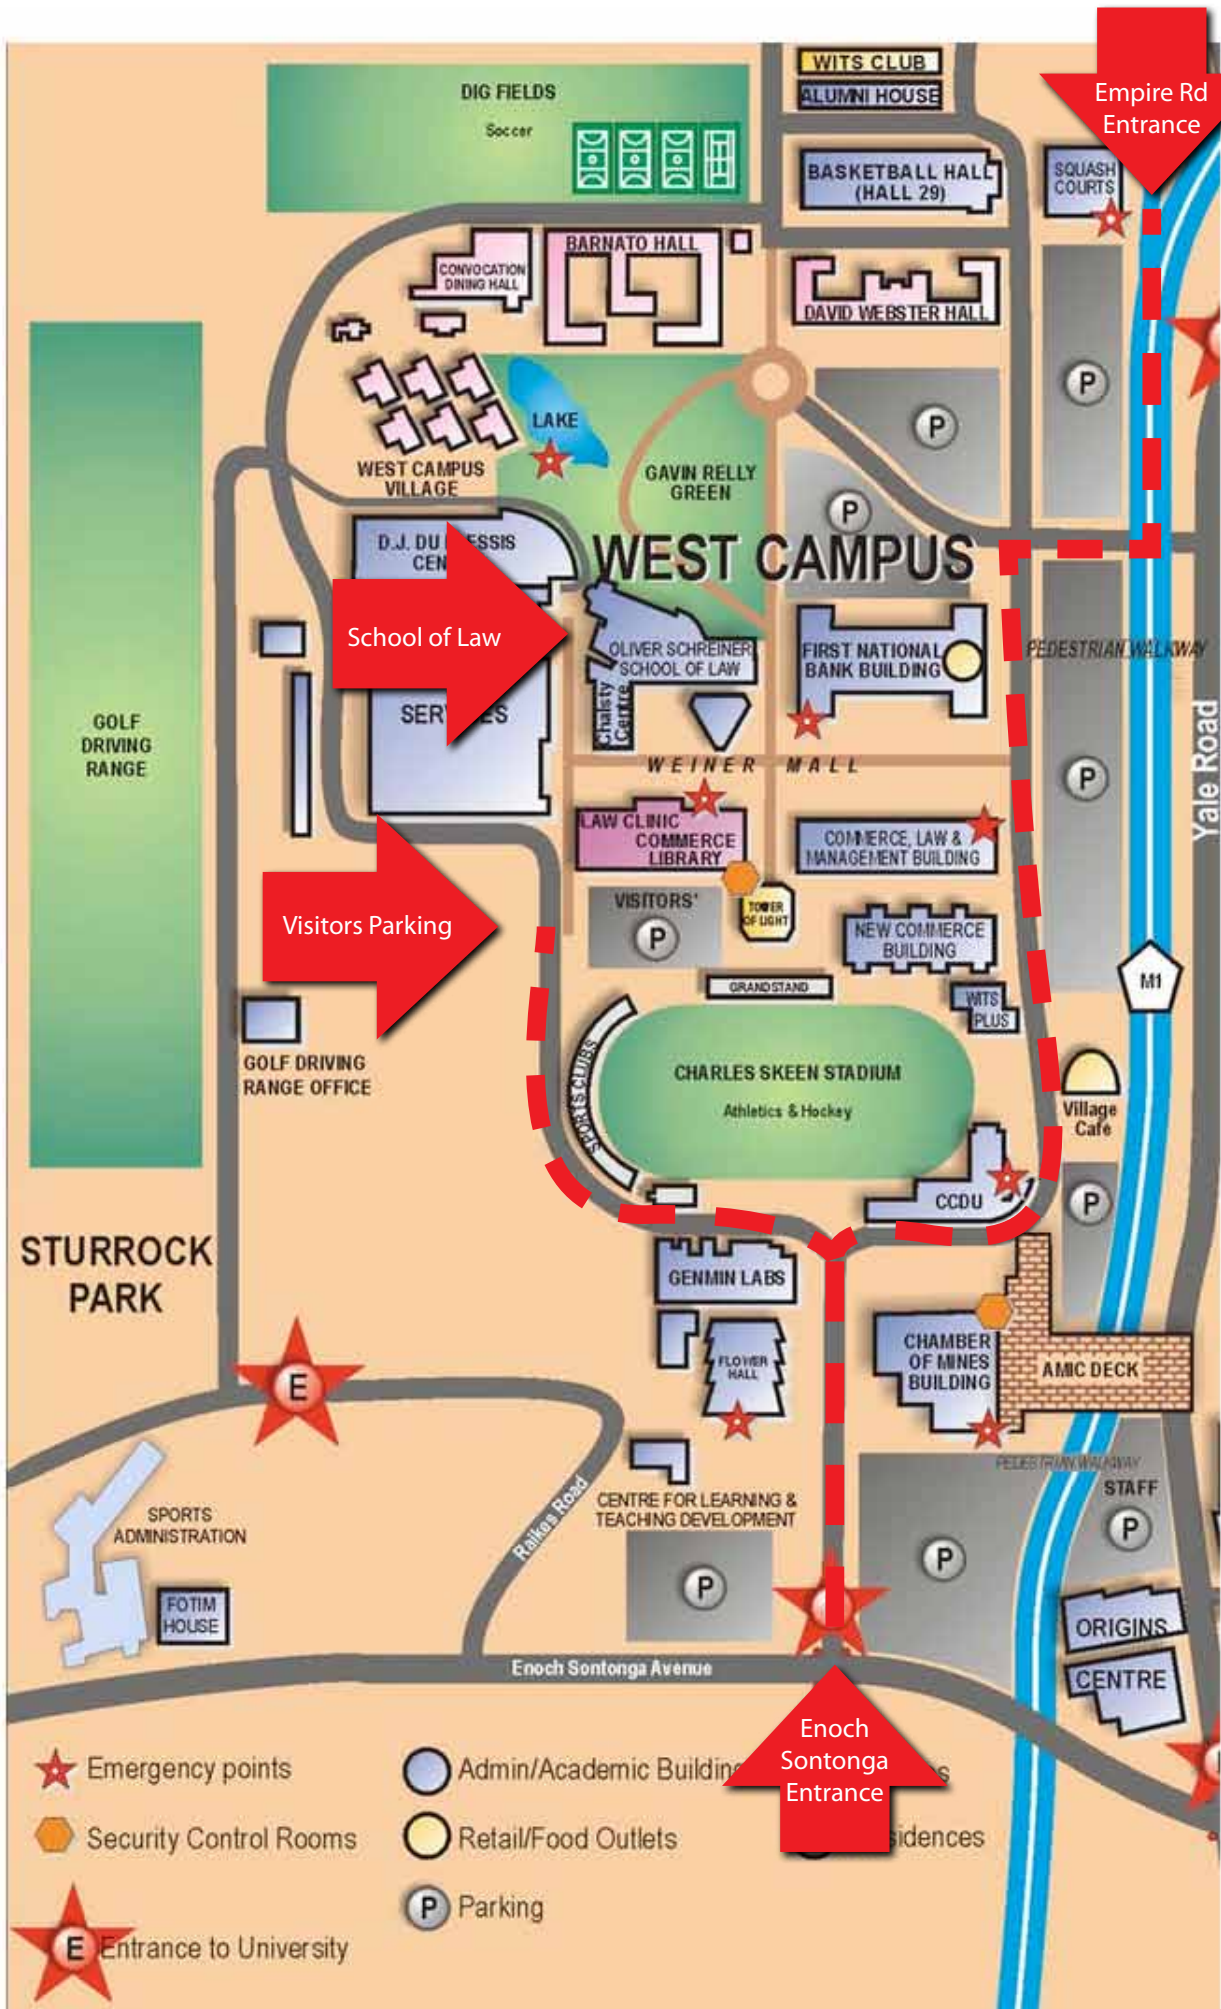 WITS CLUB
ALUMNI HOUSE
Empire Rd
Entrance
DIG FIELDS
Soccer
BASKETBALL HALL
(HALL 29)
SQUASH
COURTS
BARNATO HALL
CONVOCATION
DINING HALL
DAVID WEBSTER HALL
P
P
LAKE
WEST CAMPUS
VILLAGE
GAVIN RELLY
GREEN
P
D.J. DU
WEST CAMPUS
School of Law
OLIVER SCHREINER
SCHOOL OF LAW
FIRST NATIONAL
BANK BUILDING
PEDESTRIAN WALKWAY
Chalsty
Centre
GOLF
DRIVING
RANGE
WEINER MALL
P
Yale Road
LAW CLINIC
COMMERCE
LIBRARY
COMMERCE, LAW &
MANAGEMENT BUILDING
Visitors Parking
VISITORS'
P
TOWER
OF LIGHT
NEW COMMERCE
BUILDING
GRANDSTAND
WITS
PLUS
M1
GOLF DRIVING
RANGE OFFICE
SPORTS CLUBS
CHARLES SKEEN STADIUM
Athletics & Hockey
Village
Cafe
CCDU
P
STURROCK
PARK
GENMIN LABS
FLOWER
HALL
CHAMBER
OF MINES
BUILDING
AMIC DECK
E
PEDESTRIAN WALKWAY
STAFF
P
CENTRE FOR LEARNING &
TEACHING DEVELOPMENT
Raikes Road
SPORTS
ADMINISTRATION
P
P
FOTIM
HOUSE
ORIGINS
CENTRE
Enoch Sontonga Avenue
Enoch
Sontonga
Entrance
Emergency points
Admin/Academic
Security Control Rooms
Retail/Food Outlets
P Parking
E Entrance to University